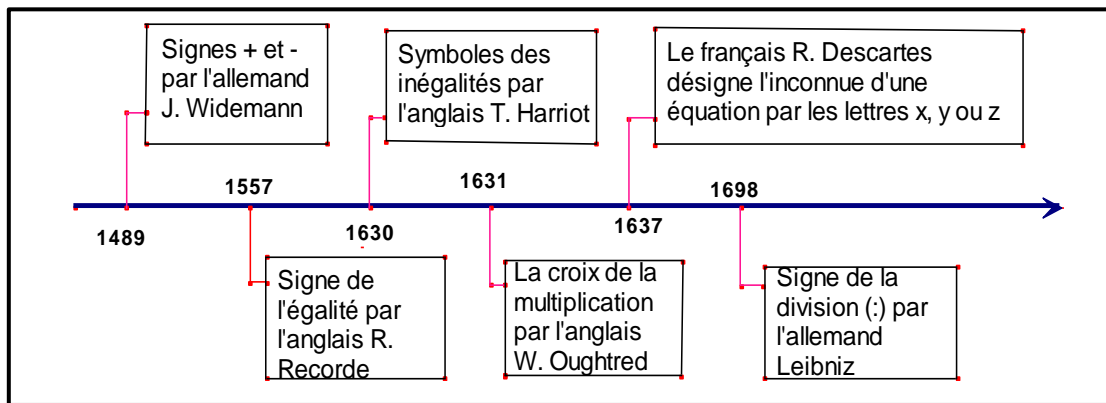 Signes + et -
par l'allemand
J. Widemann
Symboles des
inégalités par
l'anglais T. Harriot
Le français R. Descartes
désigne l'inconnue d'une
équation par les lettres x, y ou z
1557
1631
1698
1489
1630
1637
Signe de
l'égalité par
l'anglais R.
Recorde
La croix de la
multiplication
par l'anglais
W. Oughtred
Signe de la
division (:) par
l'allemand
Leibniz